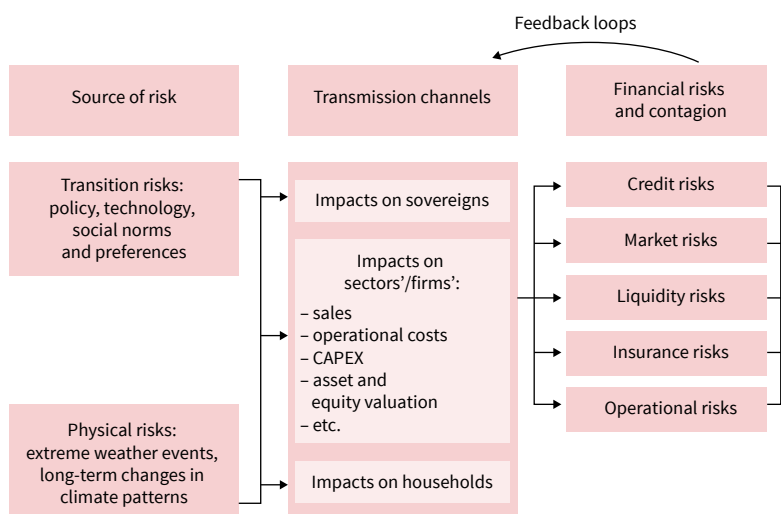 Feedback loops
Source of risk
Transmission channels
Financial risks
and contagion
Transition risks:
policy, technology,
social norms
and preferences
Physical risks:
extreme weather events,
long-term changes in
climate patterns
Impacts on sovereigns
Impacts on
sectors’/firms’:
– sales
– operational costs
– CAPEX
– asset and
equity valuation
– etc.
Impacts on households
Credit risks
Market risks
Liquidity risks
Insurance risks
Operational risks